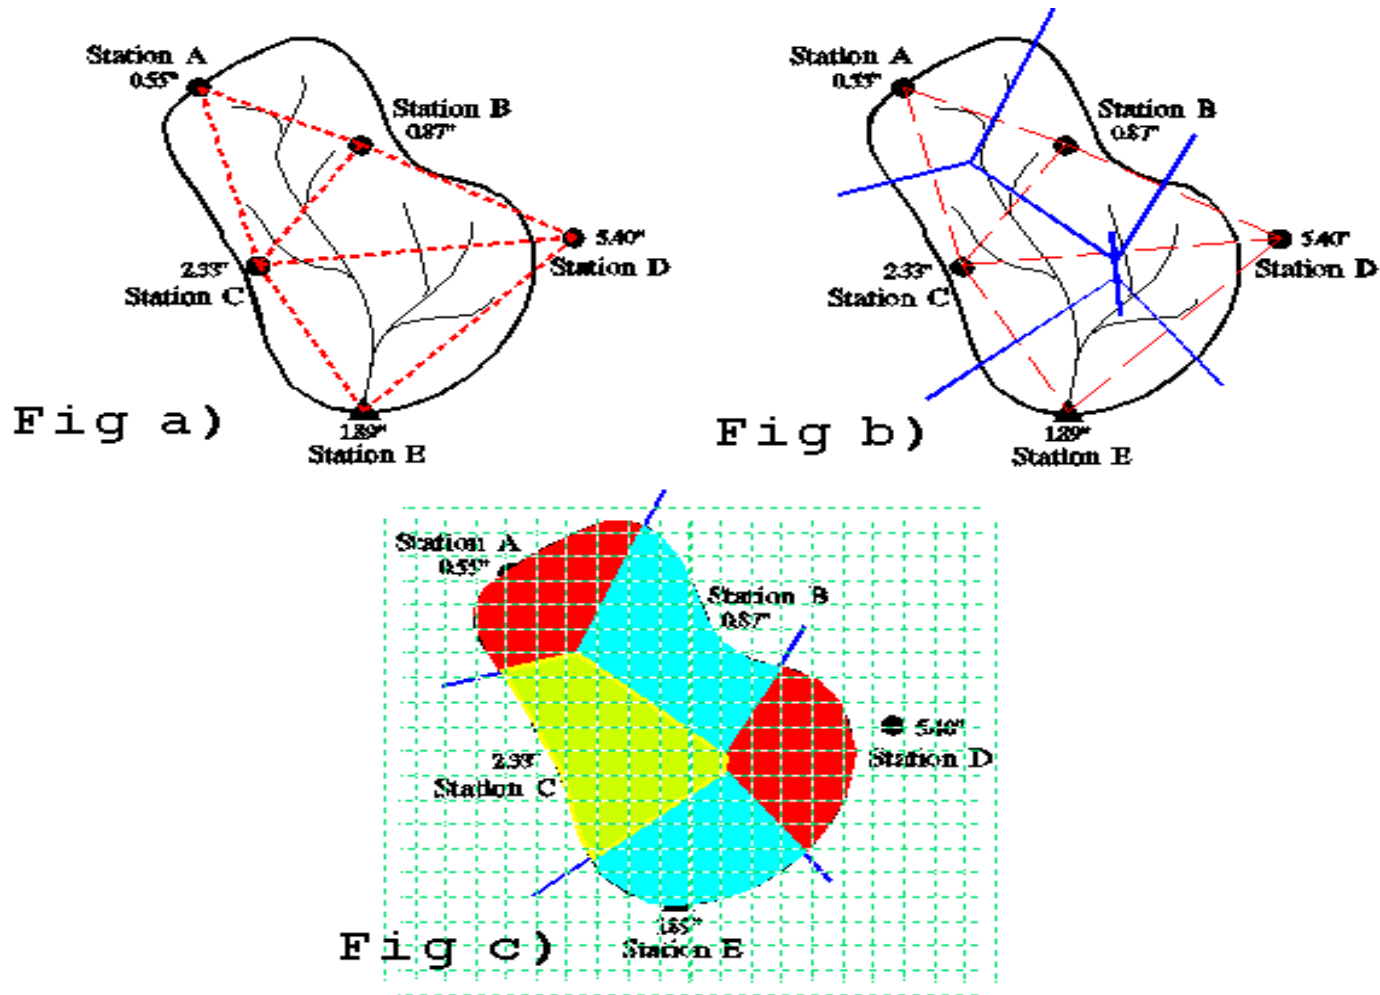 Station A
0.55"
Station B
0.87"
5.40"
Station D
2.33"
Station C
1.89"
Station E
Fig a)
Station A
0.55"
Station B
0.87"
5.40"
Station D
2.33"
Station C
1.89"
Station E
Fig b)
Station A
0.55"
Station B
0.87"
5.40"
Station D
2.33"
Station C
Station E
Fig c)